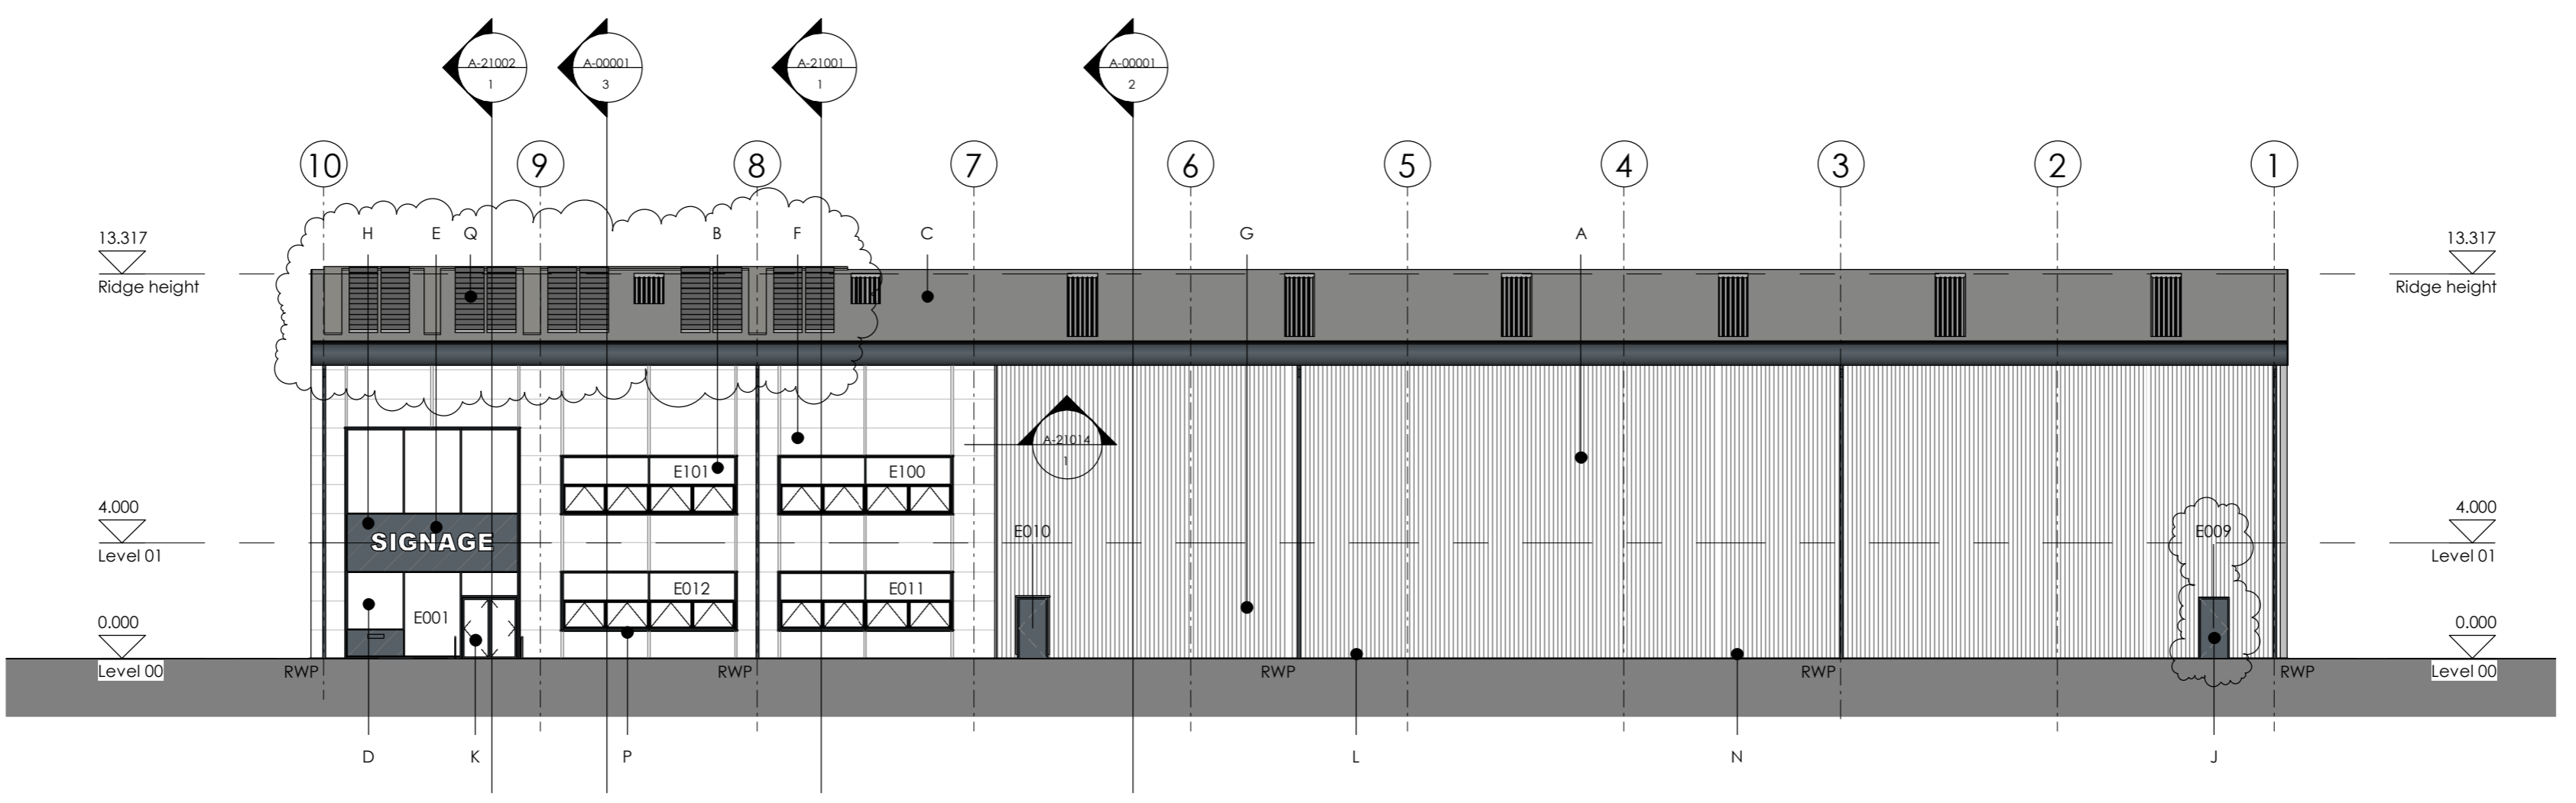 A-21002
1
A-00001
3
A-21001
1
A-00001
2
10
9
8
7
6
5
4
3
2
1
H
E
Q
B
F
C
G
A
13.317
Ridge height
13.317
Ridge height
A-21014
1
E101
E100
4.000
Level 01
SIGNAGE
E010
E009
4.000
Level 01
E012
E011
E001
0.000
Level 00
0.000
Level 00
RWP
RWP
RWP
RWP
RWP
D
K
P
L
N
J